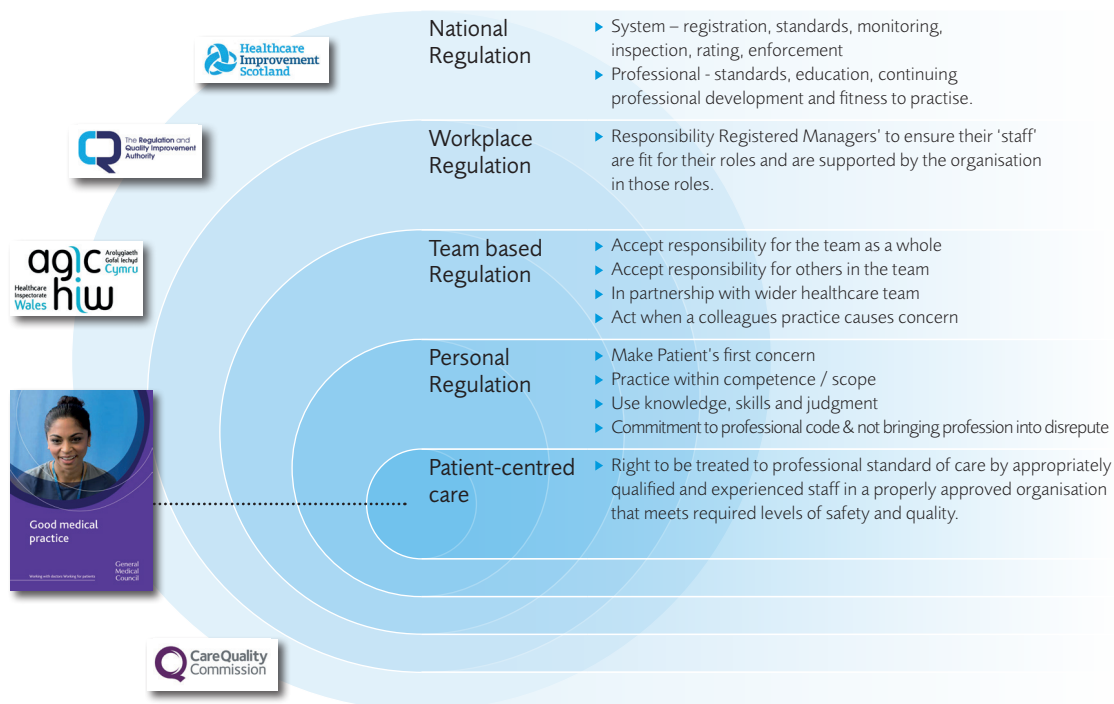 National
Regulation
▶ System – registration, standards, monitoring,
inspection, rating, enforcement
▶ Professional - standards, education, continuing
professional development and fitness to practise.
Healthcare
Improvement
Scotland
Workplace
Regulation
▶ Responsibility Registered Managers' to ensure their 'staff'
are fit for their roles and are supported by the organisation
in those roles.
The Regulation and
Quality Improvement
Authority
Team based
Regulation
▶ Accept responsibility for the team as a whole
▶ Accept responsibility for others in the team
▶ In partnership with wider healthcare team
▶ Act when a colleagues practice causes concern
agic
Arolygiaeth
Gofal Iechyd
Cymru
Healthcare
Inspectorate
Wales
hiw
Personal
Regulation
▶ Make Patient's first concern
▶ Practice within competence / scope
▶ Use knowledge, skills and judgment
▶ Commitment to professional code & not bringing profession into disrepute
Patient-centred
care
▶ Right to be treated to professional standard of care by appropriately
qualified and experienced staff in a properly approved organisation
that meets required levels of safety and quality.
Good medical
practice
Working with doctors Working for patients
General
Medical
Council
CareQuality
Commission